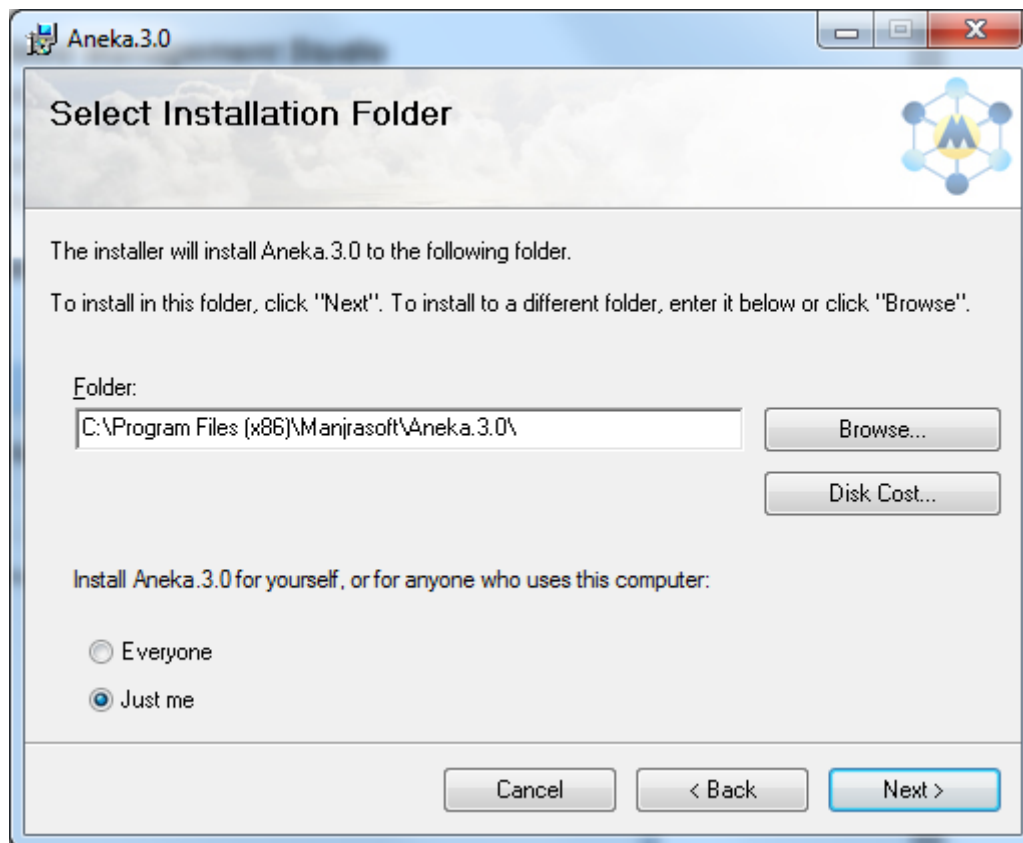 Aneka.3.0
Select Installation Folder
The installer will install Aneka.3.0 to the following folder.
To install in this folder, click "Next". To install to a different folder, enter it below or click "Browse".
Folder:
C:\Program Files (x86)\Manjrasoft\Aneka.3.0\
Browse...
Disk Cost...
Install Aneka.3.0 for yourself, or for anyone who uses this computer:
Everyone
Just me
Cancel
< Back
Next >